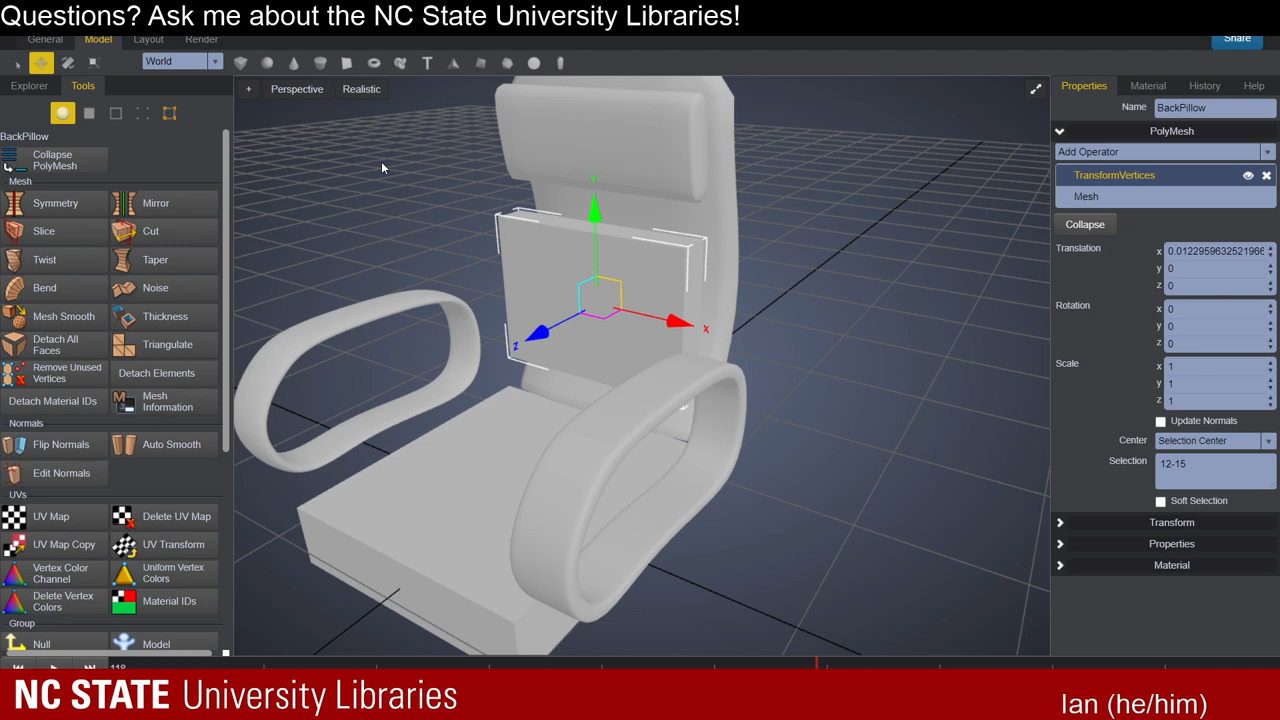 Questions? Ask me about the NC State University Libraries!
General Model Layout Render Share
World
Explorer Tools
+ Perspective Realistic
Properties Material History Help
BackPillow
Collapse PolyMesh
Mesh
Symmetry Mirror
Slice Cut
Twist Taper
Bend Noise
Mesh Smooth Thickness
Detach All Faces Triangulate
Remove Unused Vertices Detach Elements
Detach Material IDs Mesh Information
Normals
Flip Normals Auto Smooth
Edit Normals
UVs
UV Map Delete UV Map
UV Map Copy UV Transform
Vertex Color Channel Uniform Vertex Colors
Delete Vertex Colors Material IDs
Group
Null Model
Y
X
Z
Name BackPillow
PolyMesh
Add Operator
TransformVertices
Mesh
Collapse
Translation x 0.0122959632521966
y 0
z 0
Rotation x 0
y 0
z 0
Scale x 1
y 1
z 1
Update Normals
Center Selection Center
Selection 12-15
Soft Selection
Transform
Properties
Material
118
NC STATE University Libraries
Ian (he/him)